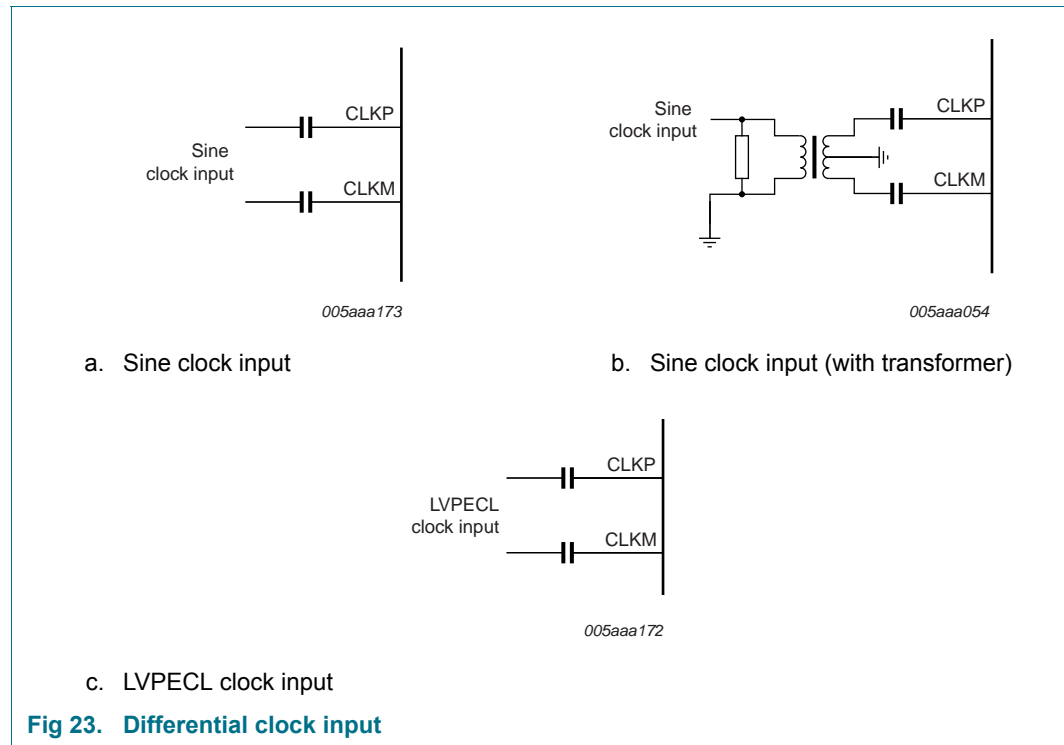 Sine
clock input
CLKP
CLKM
005aaa173
a. Sine clock input
Sine
clock input
CLKP
CLKM
005aaa054
b. Sine clock input (with transformer)
LVPECL
clock input
CLKP
CLKM
005aaa172
c. LVPECL clock input
Fig 23. Differential clock input